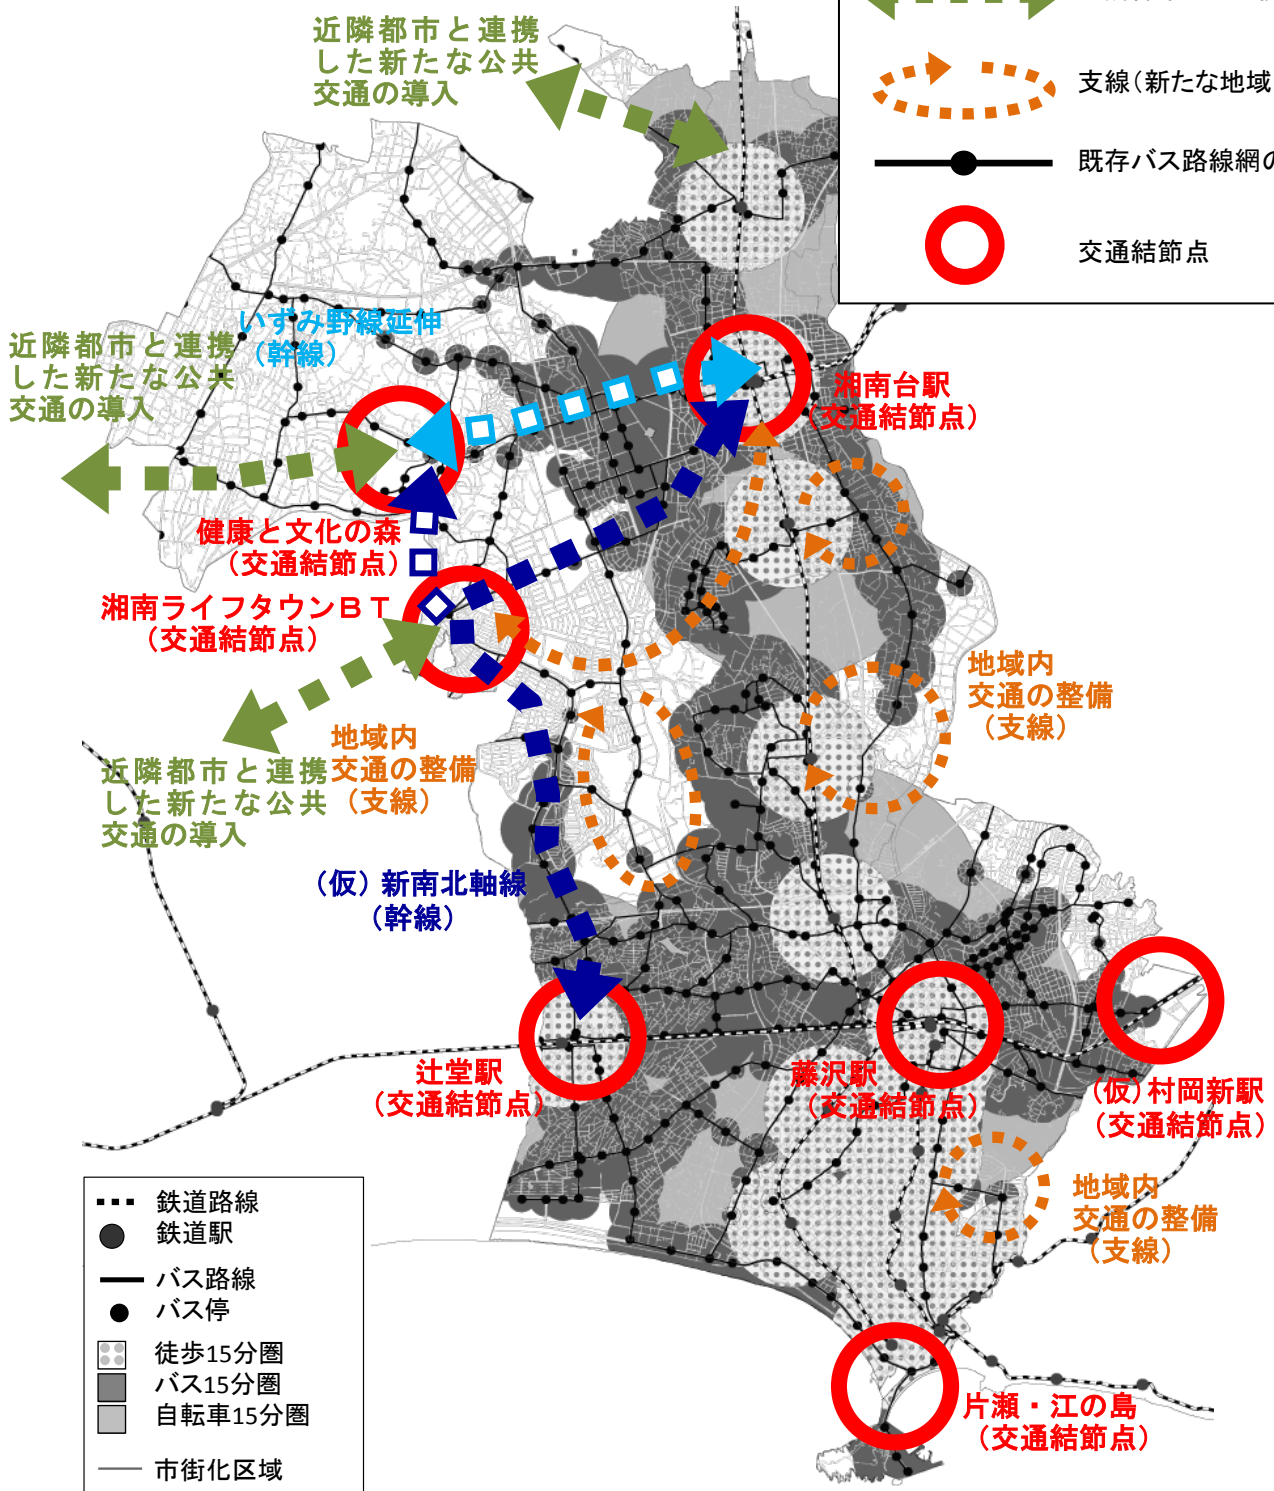 近隣都市と連携
した新たな公共
交通の導入
支線(新たな地域
既存バス路線網の
交通結節点
いずみ野線延伸
(幹線)
近隣都市と連携
した新たな公共
交通の導入
湘南台駅
(交通結節点)
健康と文化の森
(交通結節点)
湘南ライフタウンBT
(交通結節点)
地域内
交通の整備
(支線)
地域内
交通の整備
(支線)
近隣都市と連携
した新たな公共
交通の導入
(仮)新南北軸線
(幹線)
辻堂駅
(交通結節点)
藤沢駅
(交通結節点)
(仮)村岡新駅
(交通結節点)
地域内
交通の整備
(支線)
片瀬・江の島
(交通結節点)
鉄道路線
鉄道駅
バス路線
バス停
徒歩15分圏
バス15分圏
自転車15分圏
市街化区域